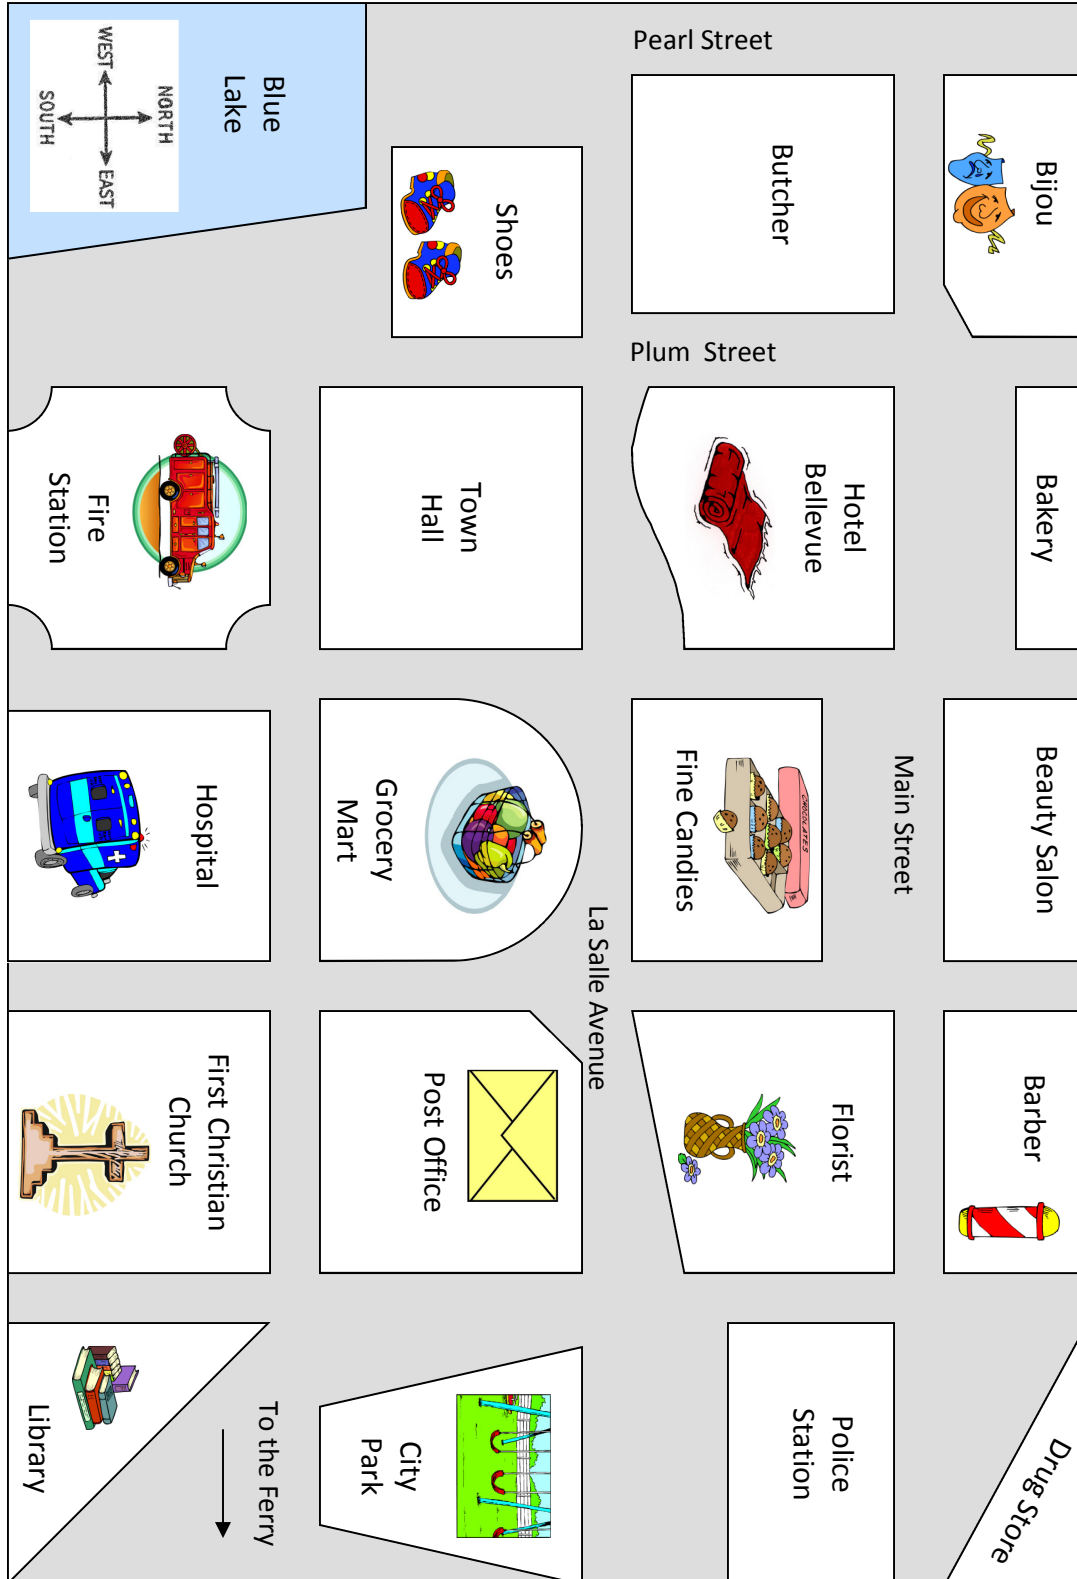 Bijou
Bakery
Beauty Salon
Barber
Drug Store
Main Street
Pearl Street
Butcher
Plum Street
Hotel
Bellevue
Fine Candies
CHOCOLATES
Florist
Police
Station
La Salle Avenue
Shoes
Town
Hall
Grocery
Mart
Post Office
City
Park
Blue
Lake
NORTH
WEST
EAST
SOUTH
Fire
Station
Hospital
First Christian
Church
To the Ferry
Library